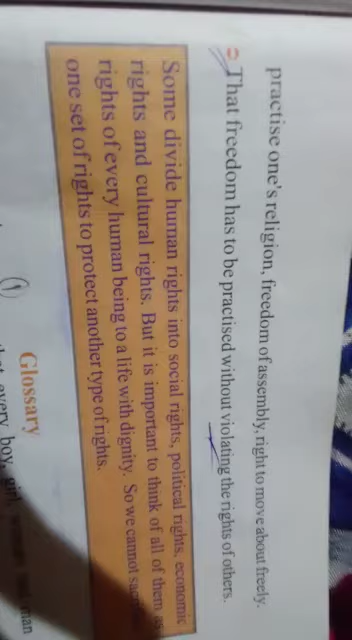 practise one's religion, freedom of assembly, right to move about freely.
That freedom has to be practised without violating the rights of others.
Some divide human rights into social rights, political rights, economic
rights and cultural rights. But it is important to think of all of them as
rights of every human being to a life with dignity. So we cannot
one set of rights to protect another type of rights.
Glossary
every boy, girl,